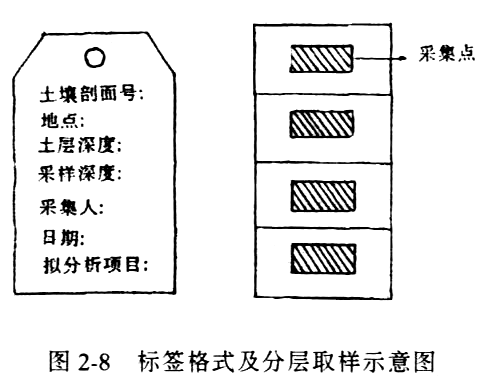 土壤剖面号:
地点:
土层深度:
采样深度:
采集人:
日期:
拟分析项目:
采集点
图 2-8 标签格式及分层取样示意图